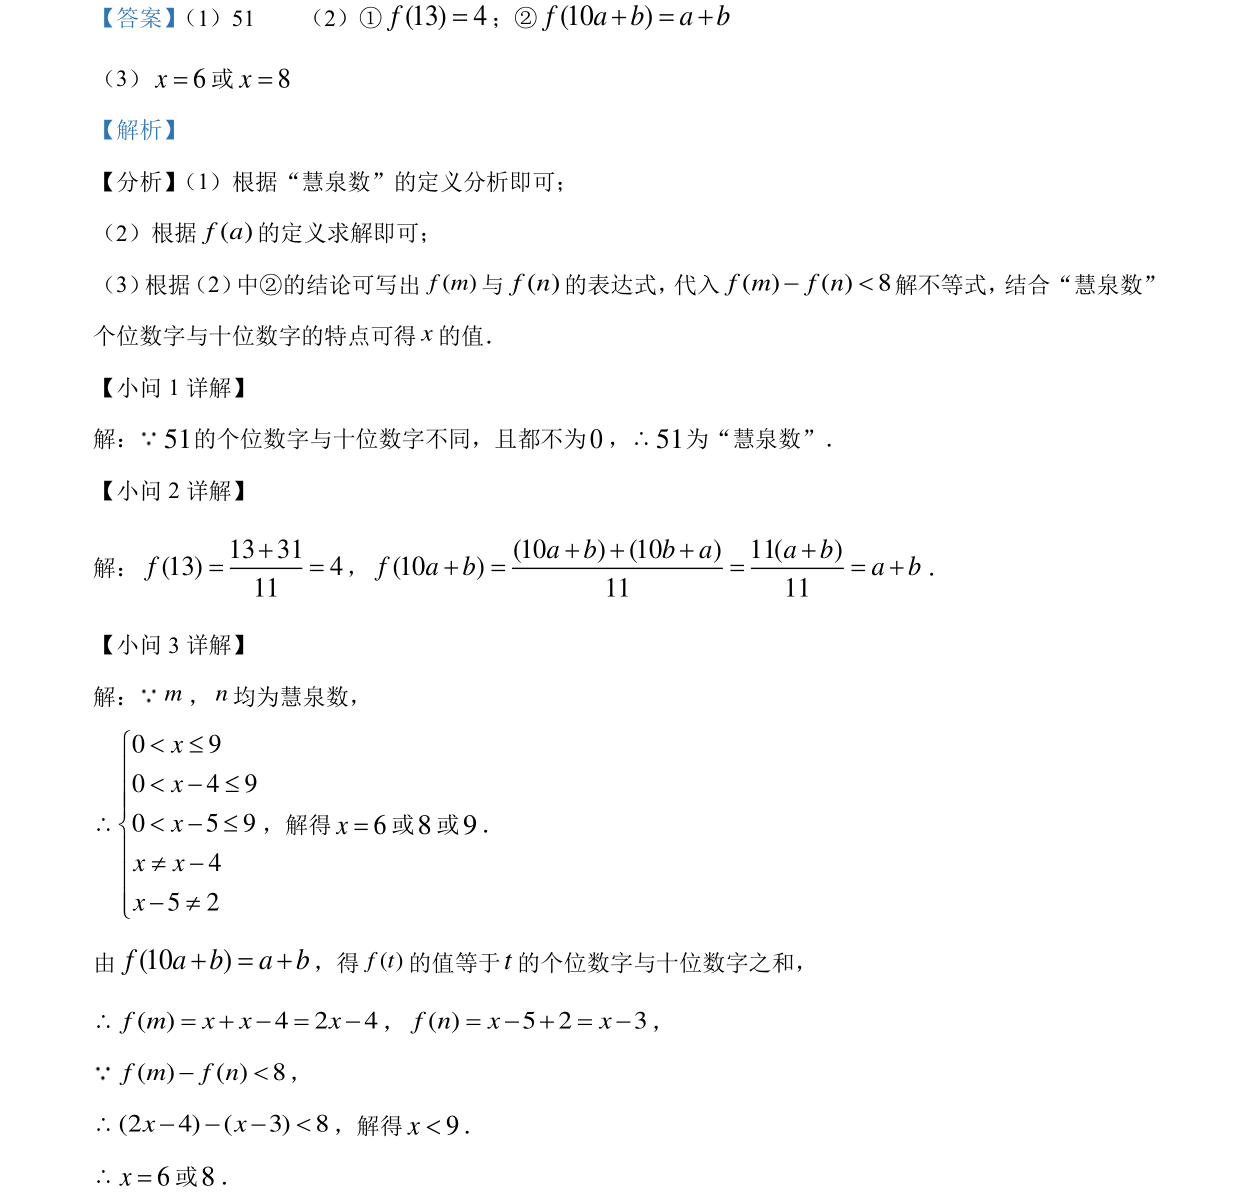 【答案】（1）51 （2）① f(13)=4；② f(10a+b)=a+b
（3） x=6 或 x=8
【解析】
【分析】（1）根据“慧泉数”的定义分析即可；
（2）根据 f(a) 的定义求解即可；
（3）根据（2）中②的结论可写出 f(m) 与 f(n) 的表达式，代入 f(m)−f(n)<8 解不等式，结合“慧泉数”
个位数字与十位数字的特点可得 x 的值．
【小问 1 详解】
解：∵ 51的个位数字与十位数字不同，且都不为0，∴ 51为“慧泉数”．
【小问 2 详解】
解： f(13)=(13+31)/11=4， f(10a+b)=((10a+b)+(10b+a))/11=11(a+b)/11=a+b．
【小问 3 详解】
解：∵ m， n 均为慧泉数，
0<x≤9
0<x−4≤9
∴ { 0<x−5≤9，解得 x=6 或8 或9．
x≠x−4
x−5≠2
由 f(10a+b)=a+b，得 f(t) 的值等于 t 的个位数字与十位数字之和，
∴ f(m)=x+x−4=2x−4， f(n)=x−5+2=x−3，
∵ f(m)−f(n)<8，
∴ (2x−4)−(x−3)<8，解得 x<9．
∴ x=6 或8．